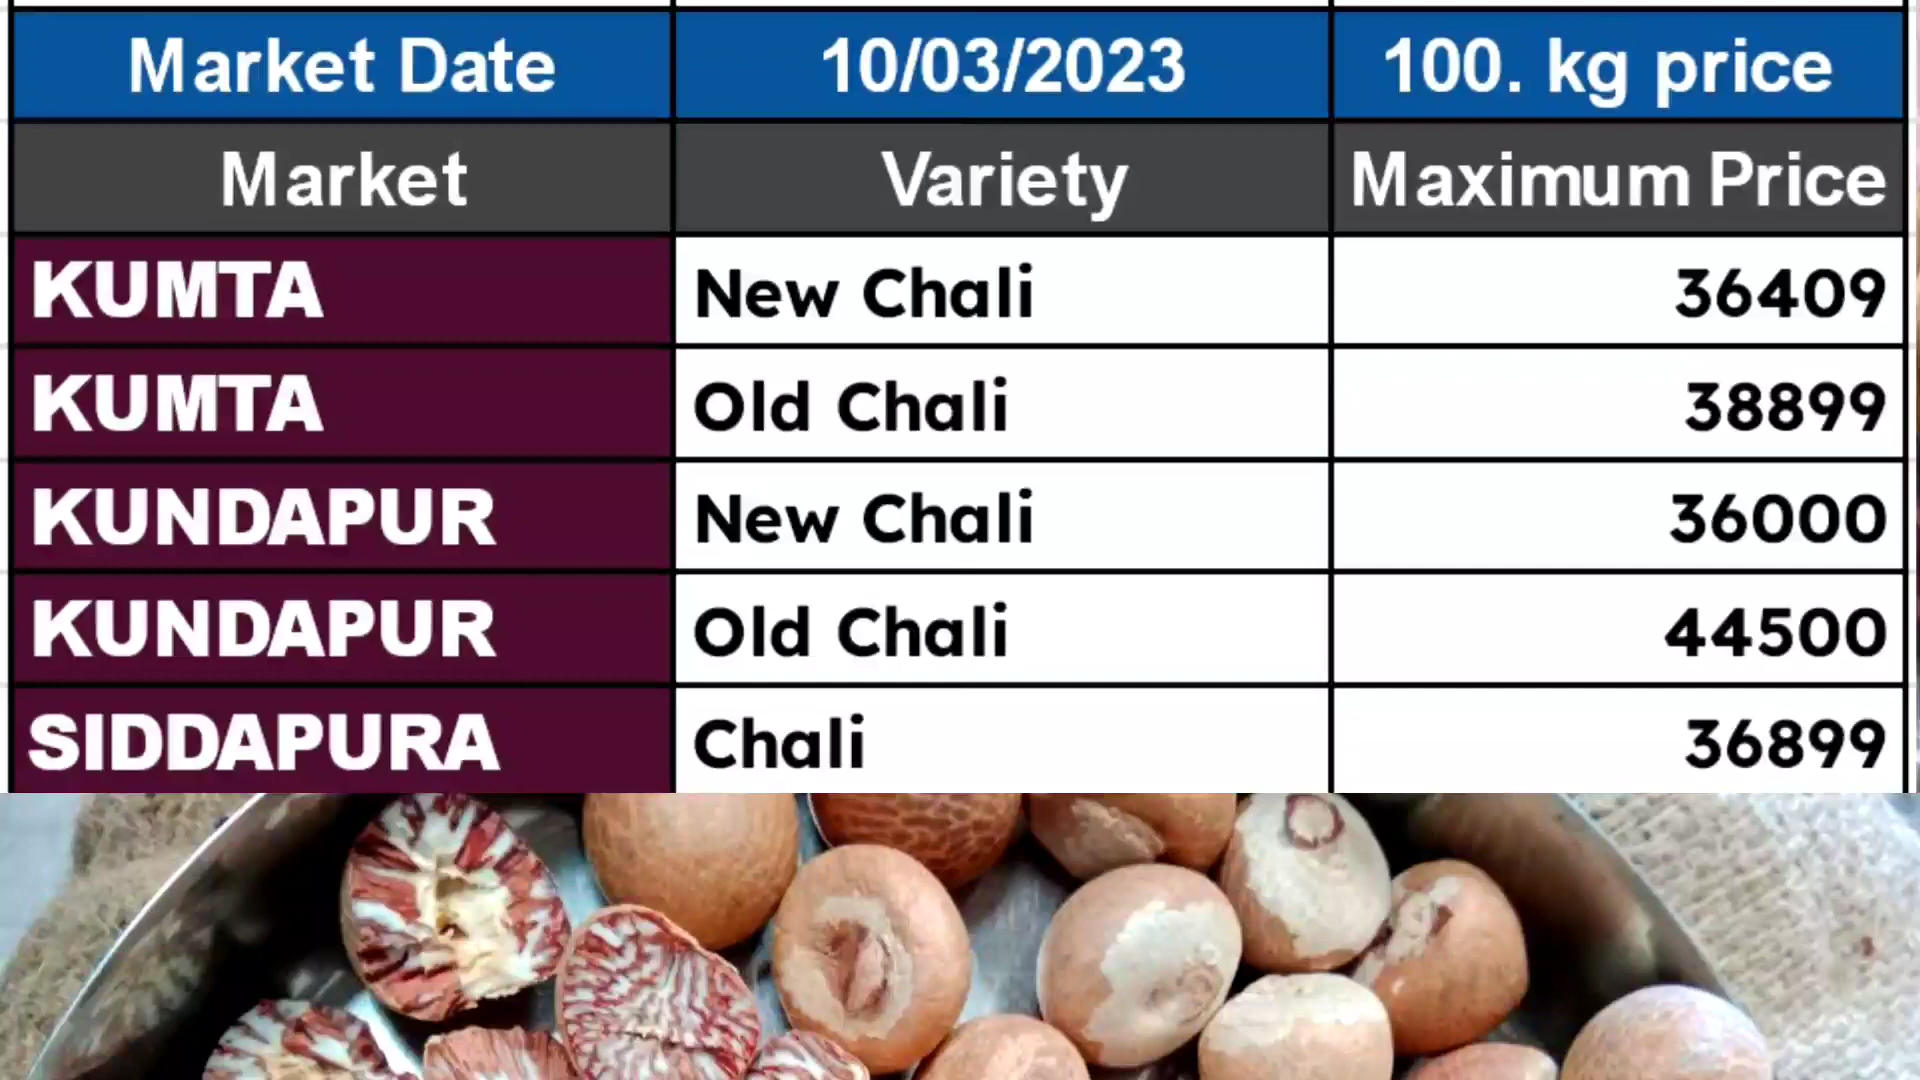 Market Date 10/03/2023 100. kg price
Market Variety Maximum Price
KUMTA New Chali 36409
KUMTA Old Chali 38899
KUNDAPUR New Chali 36000
KUNDAPUR Old Chali 44500
SIDDAPURA Chali 36899